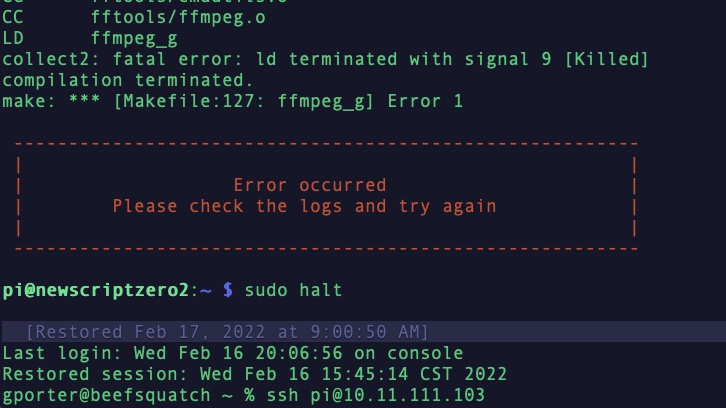 CC      fftools/cmdutils.o
CC      fftools/ffmpeg.o
LD      ffmpeg_g
collect2: fatal error: ld terminated with signal 9 [Killed]
compilation terminated.
make: *** [Makefile:127: ffmpeg_g] Error 1
---------------------------------------------------------
|                                                       |
|                   Error occurred                      |
|        Please check the logs and try again            |
|                                                       |
---------------------------------------------------------
pi@newscriptzero2:~ $ sudo halt
[Restored Feb 17, 2022 at 9:00:50 AM]
Last login: Wed Feb 16 20:06:56 on console
Restored session: Wed Feb 16 15:45:14 CST 2022
gporter@beefsquatch ~ % ssh pi@10.11.111.103